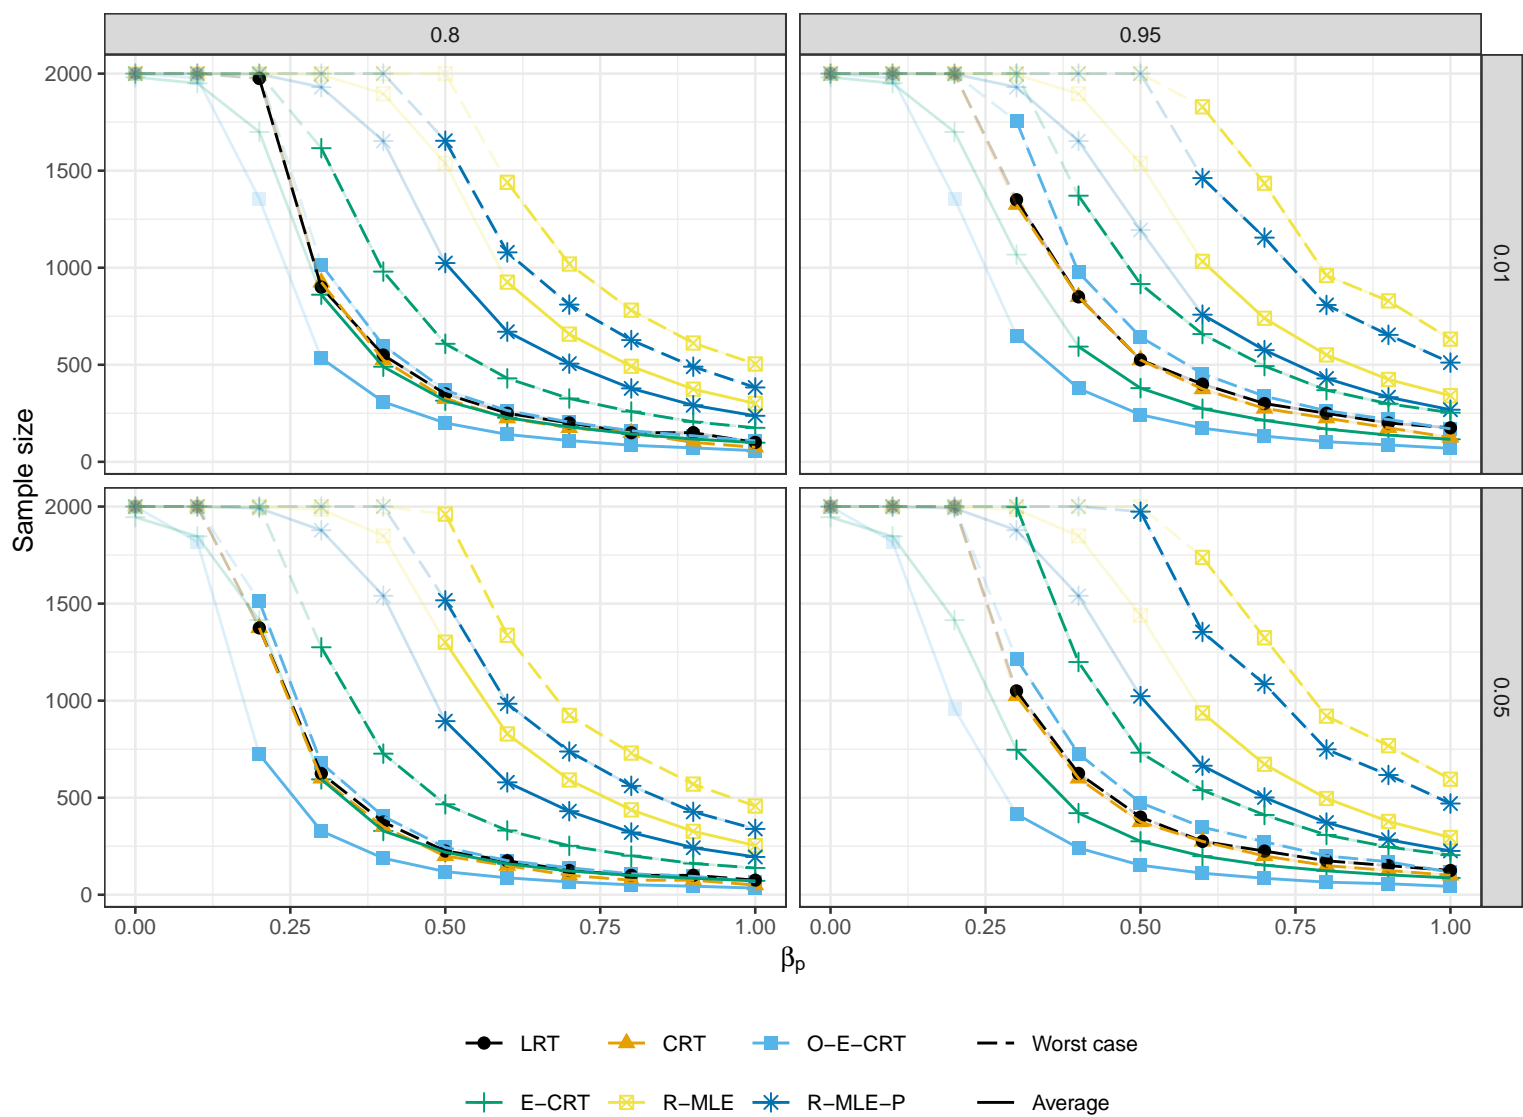 0.8 0.95
2000
1500
1000
500
0
0.01
2000
1500
1000
500
0
0.05
Sample size
0.00 0.25 0.50 0.75 1.00 0.00 0.25 0.50 0.75 1.00
βp
LRT CRT O−E−CRT Worst case
E−CRT R−MLE R−MLE−P Average